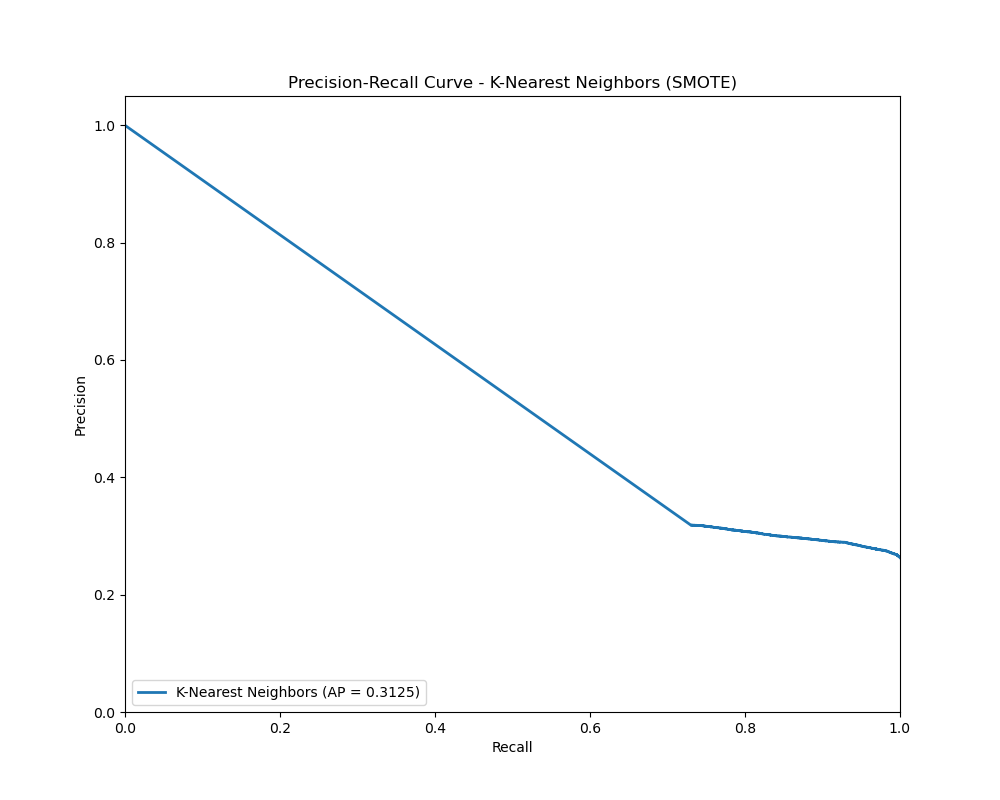 Precision-Recall Curve - K-Nearest Neighbors (SMOTE)
1.0
0.8
0.6
0.4
0.2
0.0
Precision
K-Nearest Neighbors (AP = 0.3125)
0.0 0.2 0.4 0.6 0.8 1.0
Recall